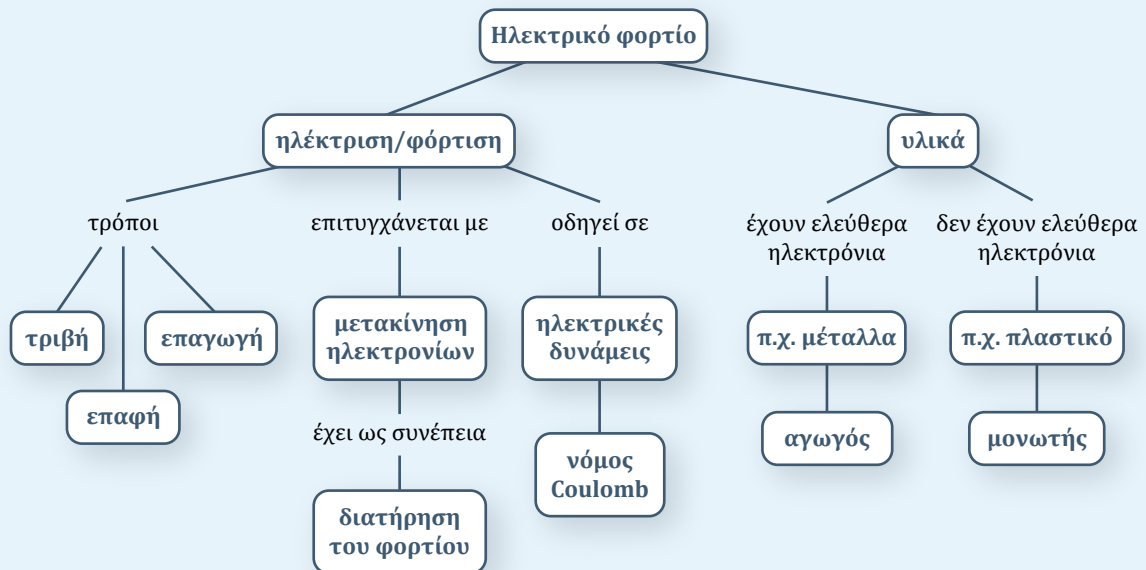 Ηλεκτρικό φορτίο
ηλέκτριση/φόρτιση
υλικά
τρόποι
επιτυγχάνεται με
οδηγεί σε
έχουν ελεύθερα
ηλεκτρόνια
δεν έχουν ελεύθερα
ηλεκτρόνια
τριβή
επαφή
επαγωγή
μετακίνηση
ηλεκτρονίων
ηλεκτρικές
δυνάμεις
π.χ. μέταλλα
π.χ. πλαστικό
έχει ως συνέπεια
νόμος
Coulomb
αγωγός
μονωτής
διατήρηση
του φορτίου